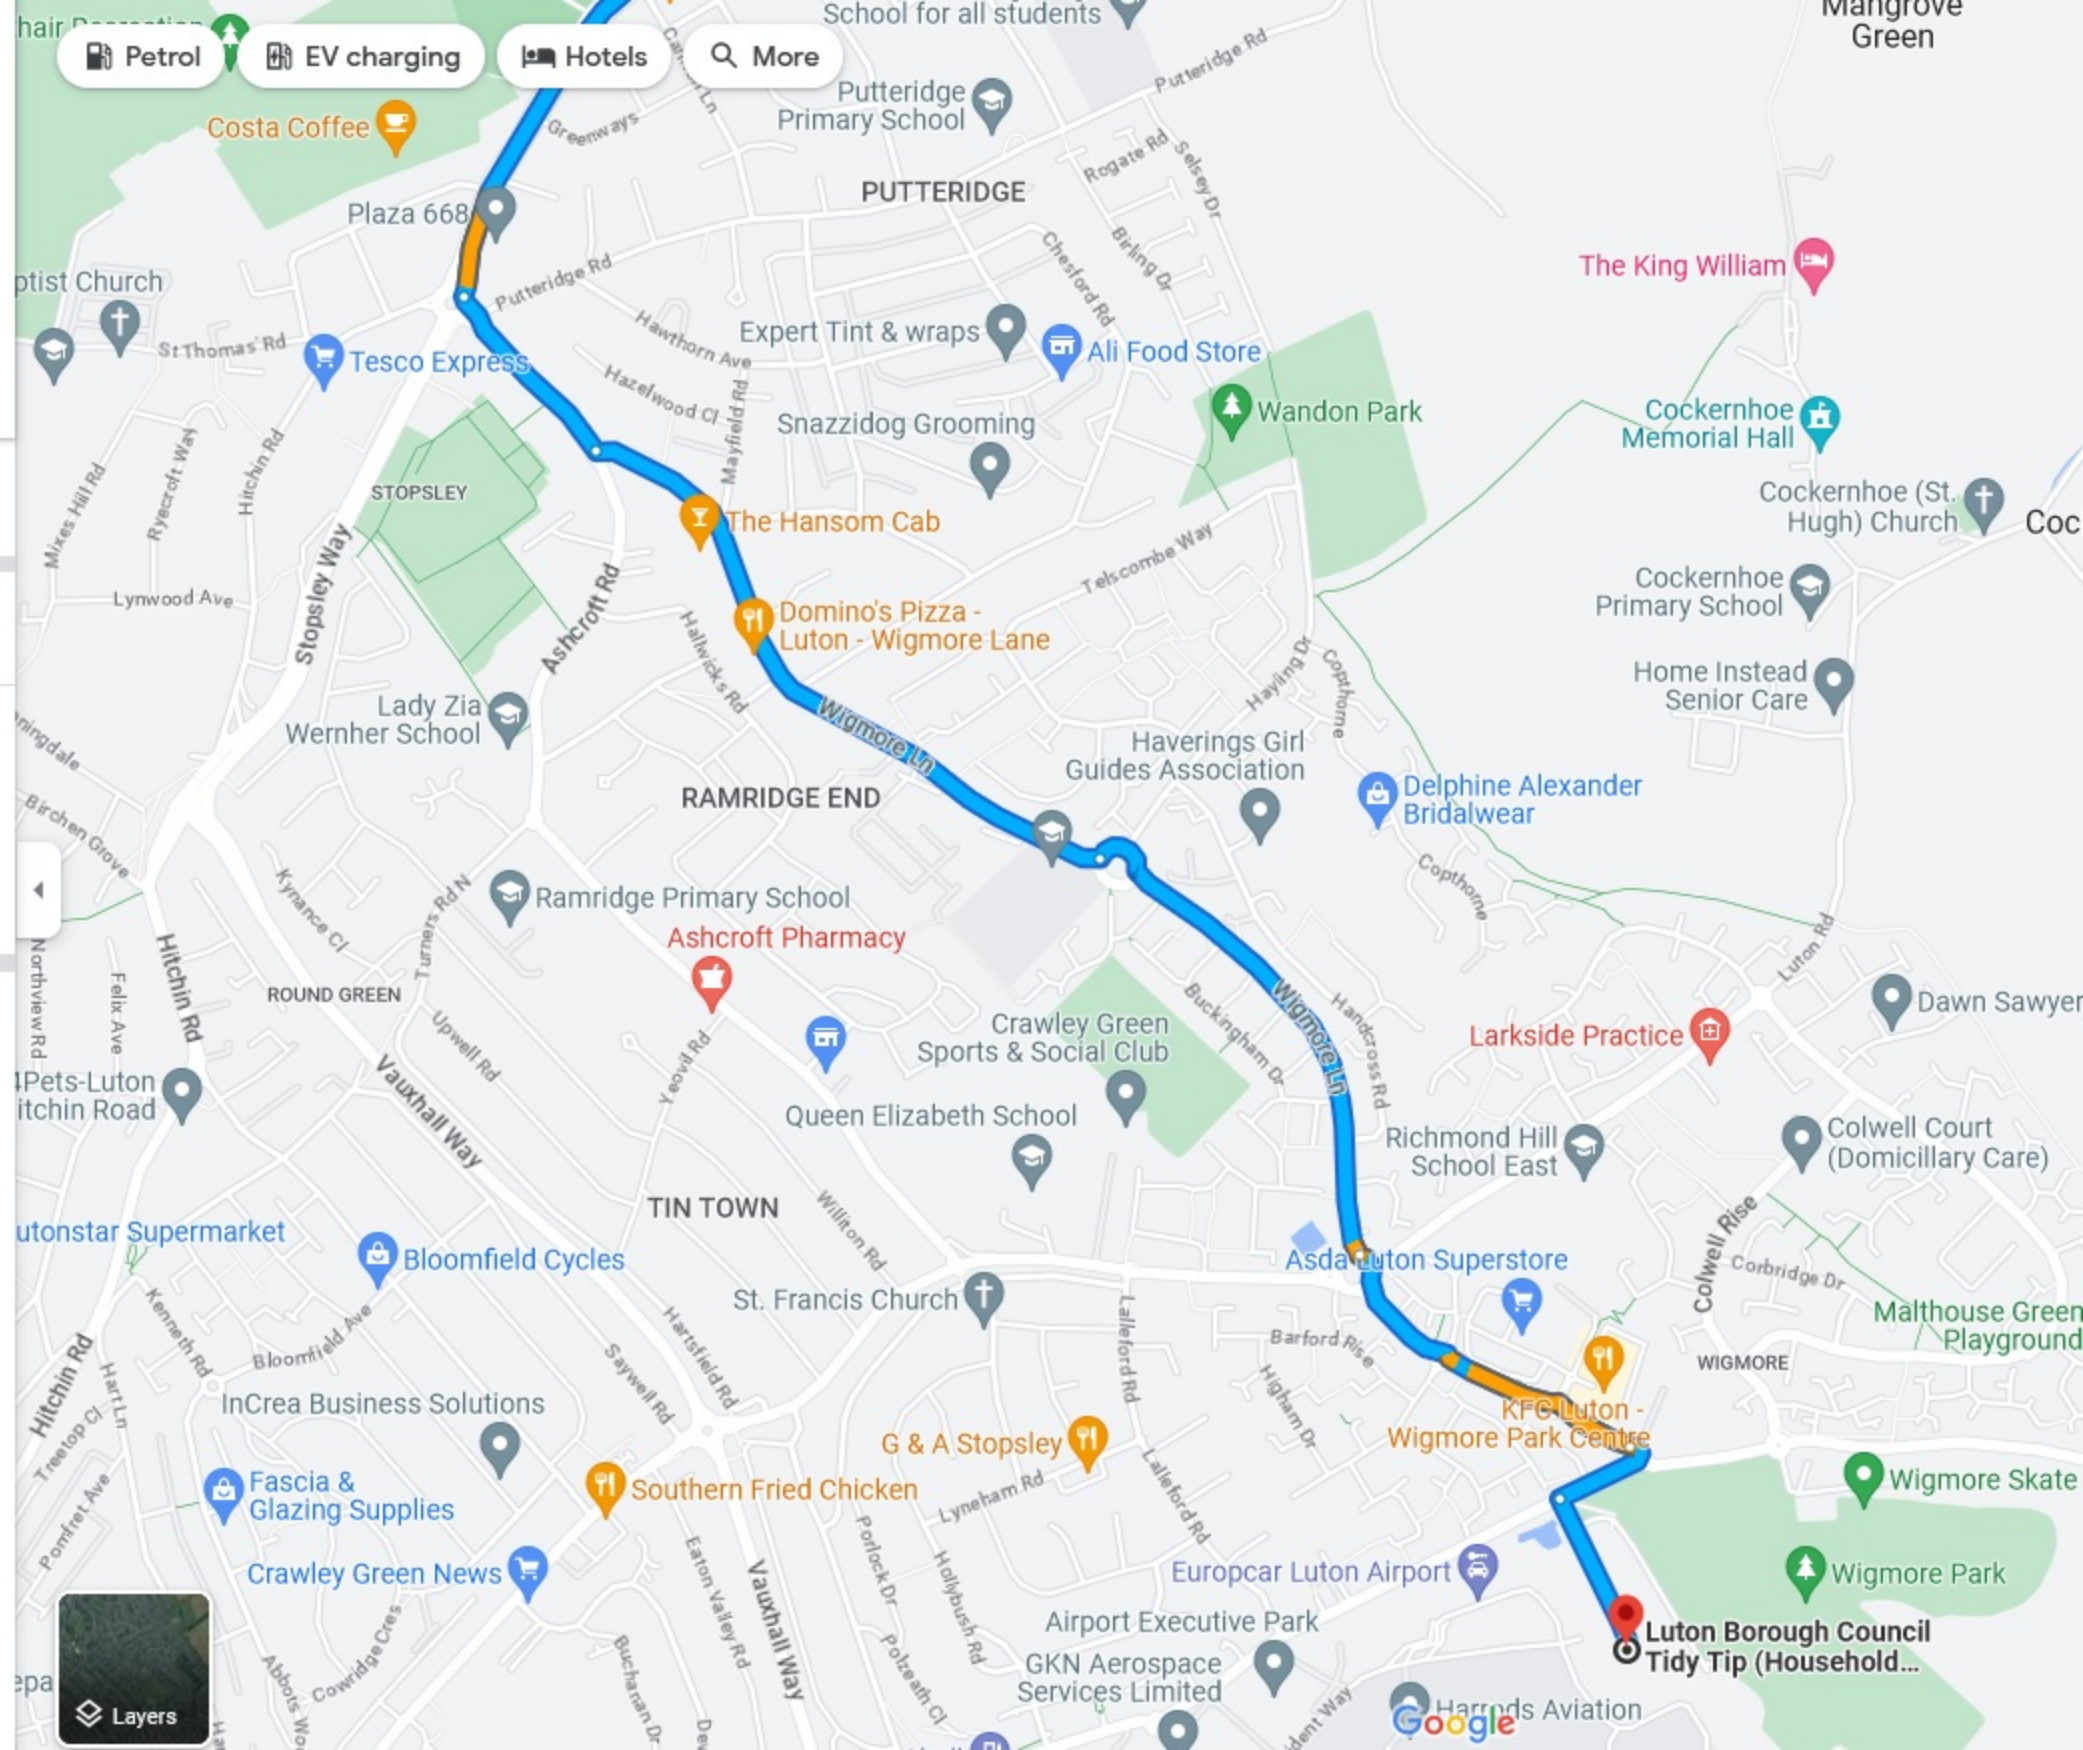 School for all students
Mangrove
Green
hair Recreation
Petrol
EV charging
Hotels
More
Putteridge Rd
Putteridge
Primary School
Costa Coffee
Greenways
Rogate Rd
Selsey Dr
PUTTERIDGE
Plaza 668
Birling Dr
Chesford Rd
Putteridge Rd
The King William
ptist Church
St Thomas' Rd
Tesco Express
Hawthorn Ave
Expert Tint & wraps
Ali Food Store
Hazelwood Cl
Mayfield Rd
Snazzidog Grooming
Wandon Park
Cockernhoe
Memorial Hall
Mixes Hill Rd
Ryecroft Way
Hitchin Rd
STOPSLEY
The Hansom Cab
Cockernhoe (St.
Hugh) Church
Coc
Telscombe Way
Lynwood Ave
Stopsley Way
Ashcroft Rd
Cockernhoe
Primary School
Domino's Pizza -
Luton - Wigmore Lane
Hallwicks Rd
Hayling Dr
Copthorne
Home Instead
Senior Care
Lady Zia
Wernher School
Wigmore Ln
Haverings Girl
Guides Association
ningdale
Birchen Grove
RAMRIDGE END
Delphine Alexander
Bridalwear
Copthorne
Kynance Cl
Turners Rd N
Ramridge Primary School
Ashcroft Pharmacy
Luton Rd
Northview Rd
Felix Ave
Hitchin Rd
ROUND GREEN
Upwell Rd
Wigmore Ln
Buckingham Dr
Handcross Rd
Dawn Sawyer
Crawley Green
Sports & Social Club
Larkside Practice
4Pets-Luton
itchin Road
Vauxhall Way
Yeovil Rd
Queen Elizabeth School
Richmond Hill
School East
Colwell Court
(Domicillary Care)
TIN TOWN
Williton Rd
utonstar Supermarket
Bloomfield Cycles
Asda Luton Superstore
Colwell Rise
Corbridge Dr
St. Francis Church
Malthouse Green
Playground
Kenneth Rd
Bloomfield Ave
Hartsfield Rd
Saywell Rd
Lalleford Rd
Barford Rise
Higham Dr
WIGMORE
Hitchin Rd
Hart Ln
Treetop Cl
Pomfret Ave
InCrea Business Solutions
KFC Luton -
Wigmore Park Centre
G & A Stopsley
Lalleford Rd
Lyneham Rd
Southern Fried Chicken
Fascia &
Glazing Supplies
Wigmore Skate
Crawley Green News
Eaton Valley Rd
Vauxhall Way
Porlock Dr
Hollybush Rd
Europcar Luton Airport
Wigmore Park
Airport Executive Park
Luton Borough Council
Tidy Tip (Household...
GKN Aerospace
Services Limited
Polzeath Cl
Buchanan Dr
Cowridge Cres
Abbots Wo
epa
Layers
Harrods Aviation
Google
dent Way